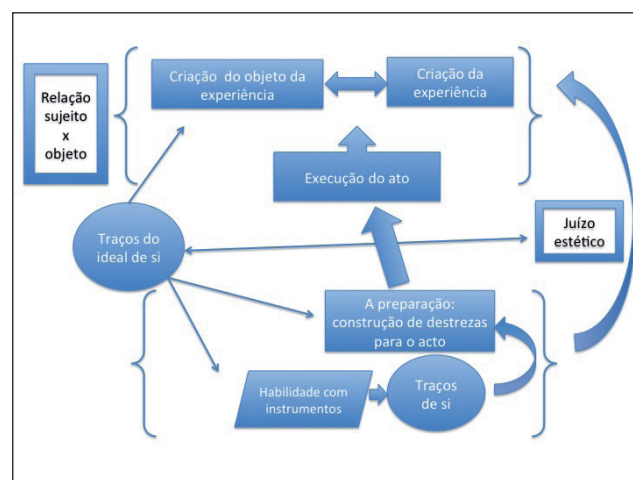 Criação do objeto da
experiência
Criação da
experiência
Relação
sujeito
x
objeto
Execução do ato
Traços do
ideal de si
Juízo
estético
A preparação:
construção de destrezas
para o acto
Habilidade com
instrumentos
Traços
de si